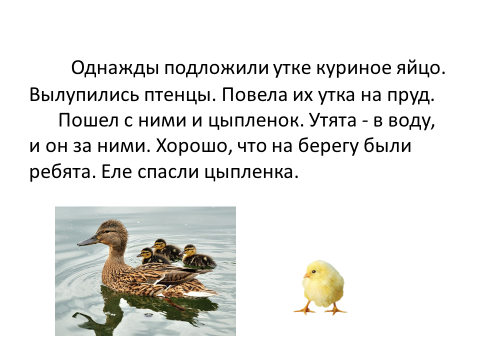 Однажды подложили утке куриное яйцо.
Вылупились птенцы. Повела их утка на пруд.
Пошел с ними и цыпленок. Утята - в воду,
и он за ними. Хорошо, что на берегу были
ребята. Еле спасли цыпленка.